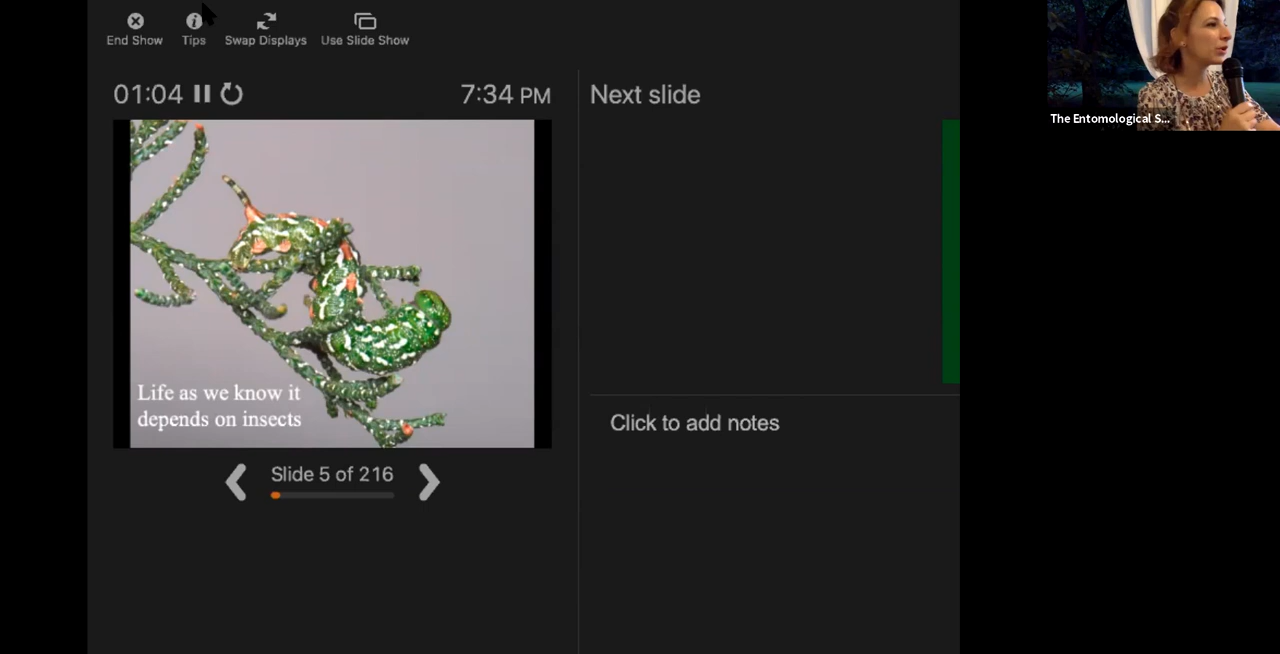 End Show
Tips
Swap Displays
Use Slide Show
01:04
7:34 PM
Next slide
The Entomological S...
Life as we know it
depends on insects
Click to add notes
Slide 5 of 216